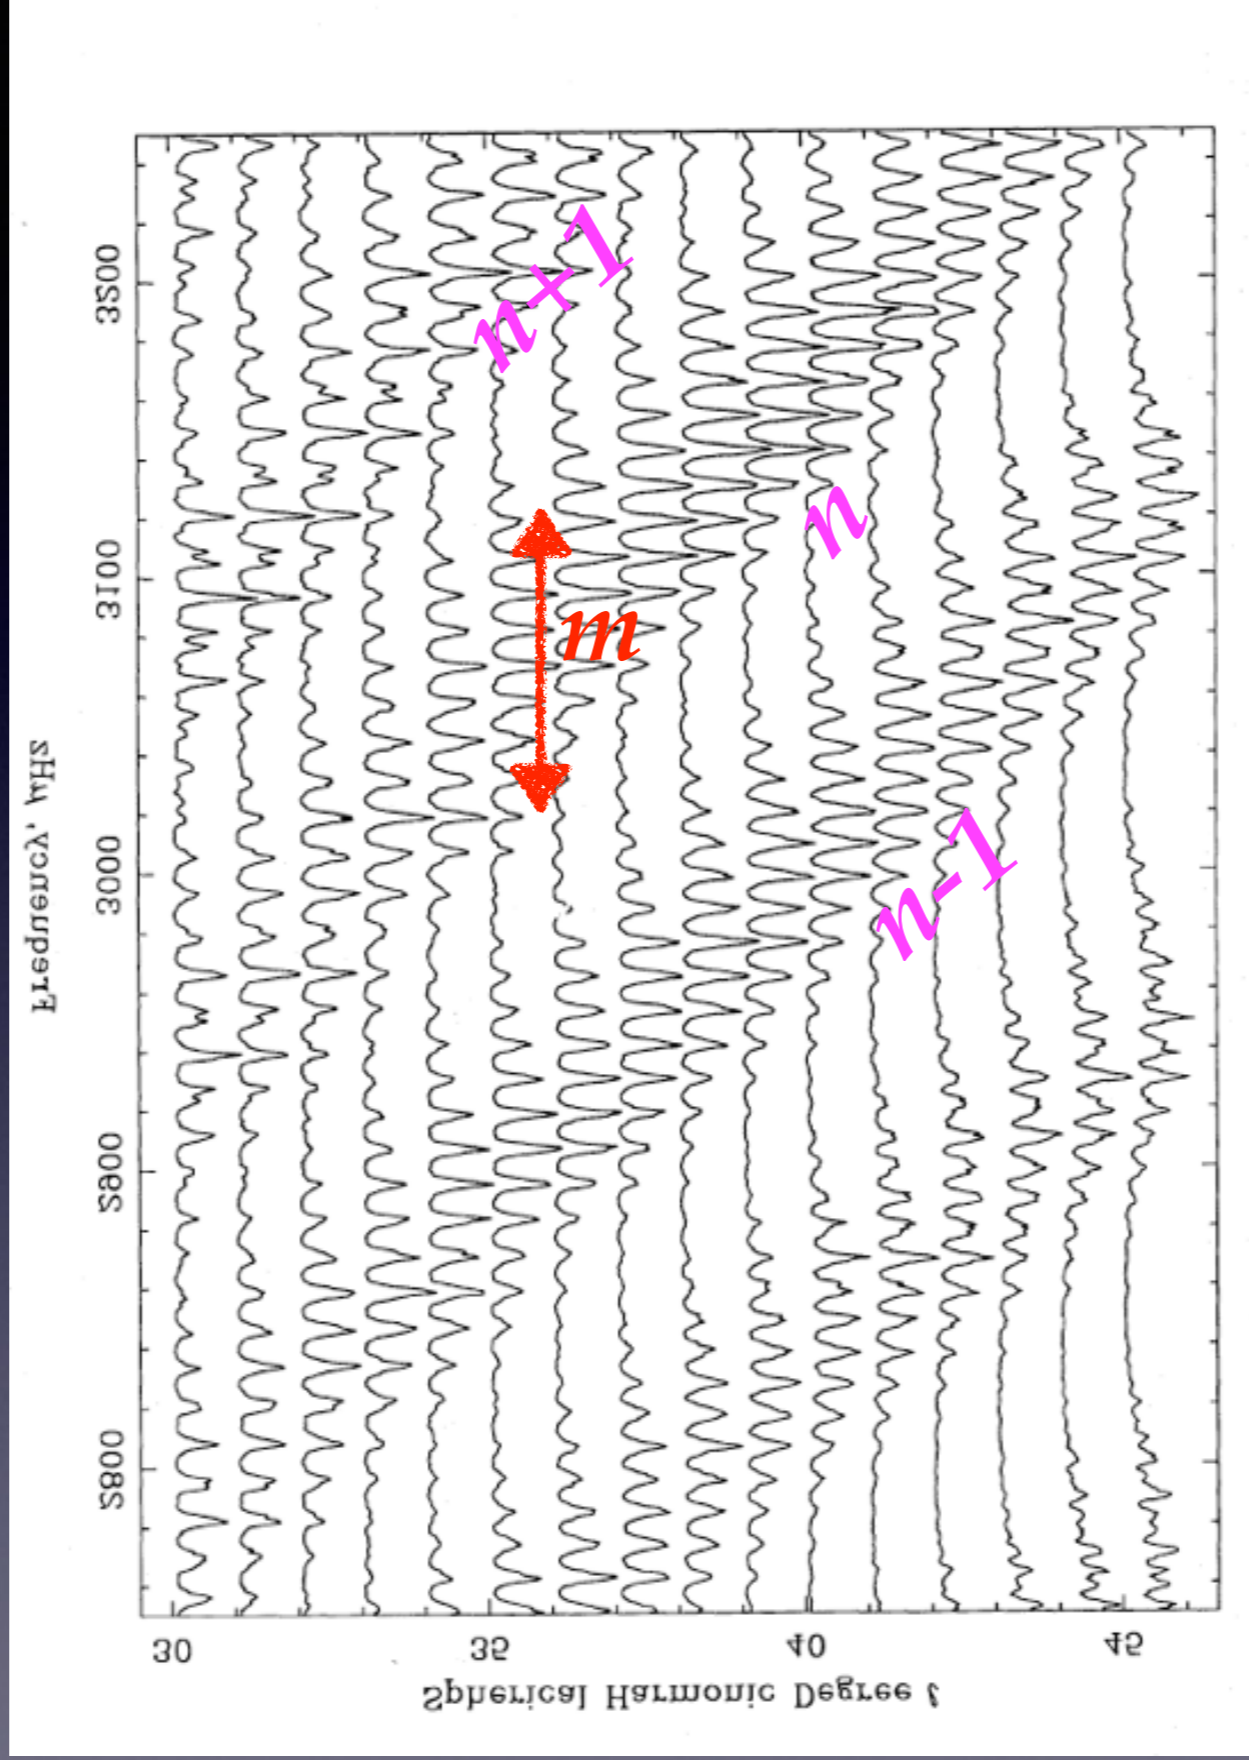 Frequency, μHz
3200
3100
3000
2900
2800
n+1
m
n
n-1
30
35
40
45
Spherical Harmonic Degree ℓ